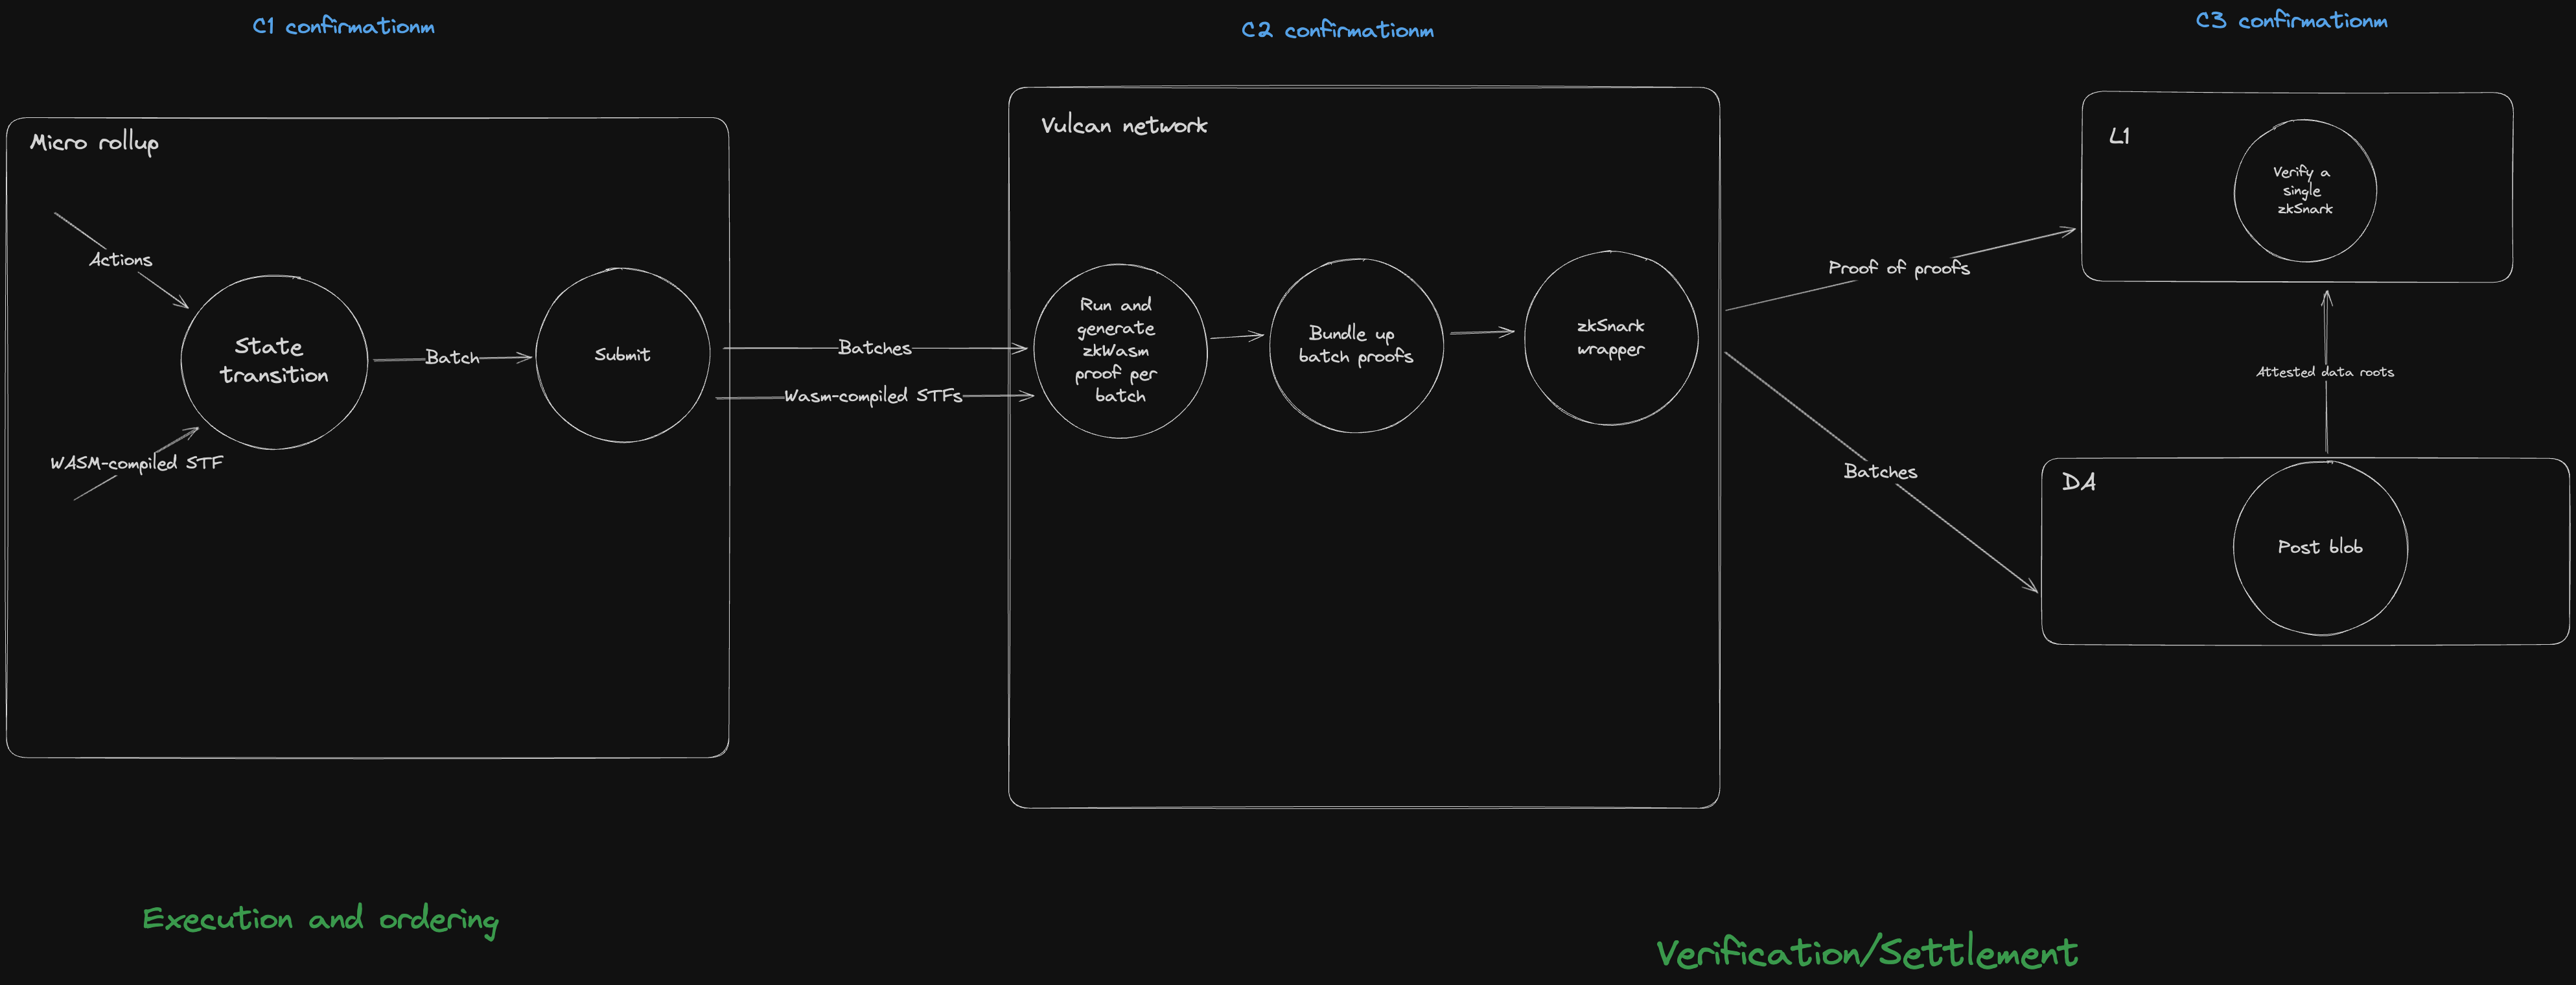 C1 confirmationm
C2 confirmationm
C3 confirmationm
Micro rollup
Actions
WASM-compiled STF
State
transition
Batch
Submit
Batches
Wasm-compiled STFs
Vulcan network
Run and
generate
zkWasm
proof per
batch
Bundle up
batch proofs
zkSnark
wrapper
Proof of proofs
Batches
L1
Verify a
single
zkSnark
Attested data roots
DA
Post blob
Execution and ordering
Verification/Settlement